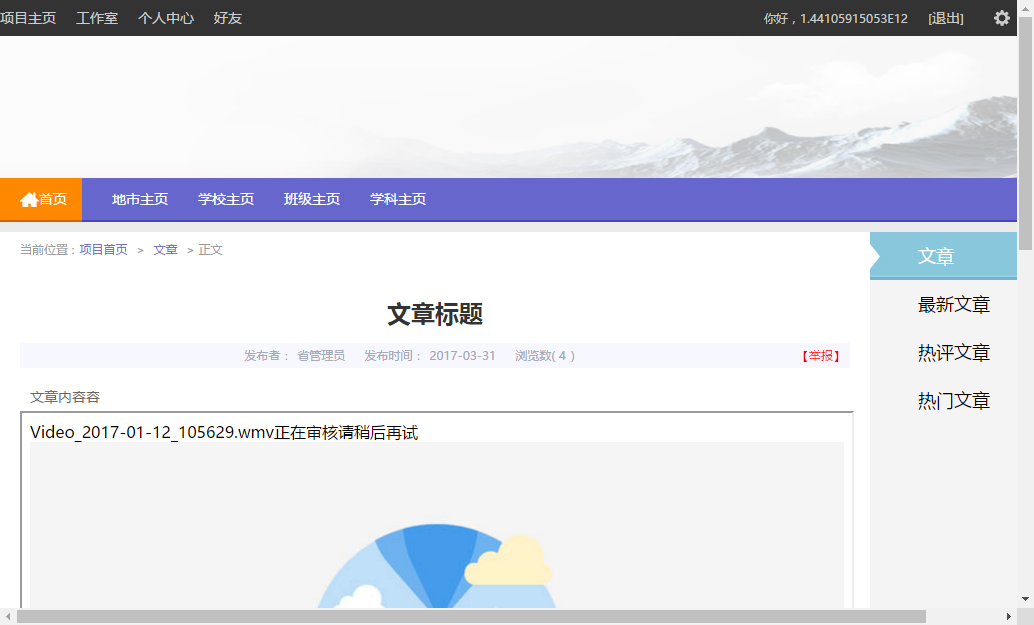 项目主页 工作室 个人中心 好友 你好，1.44105915053E12 [退出]
首页 地市主页 学校主页 班级主页 学科主页
当前位置：项目首页 > 文章 > 正文
文章
最新文章
热评文章
热门文章
文章标题
发布者： 省管理员 发布时间： 2017-03-31 浏览数( 4 ) 【举报】
文章内容容
Video_2017-01-12_105629.wmv正在审核请稍后再试